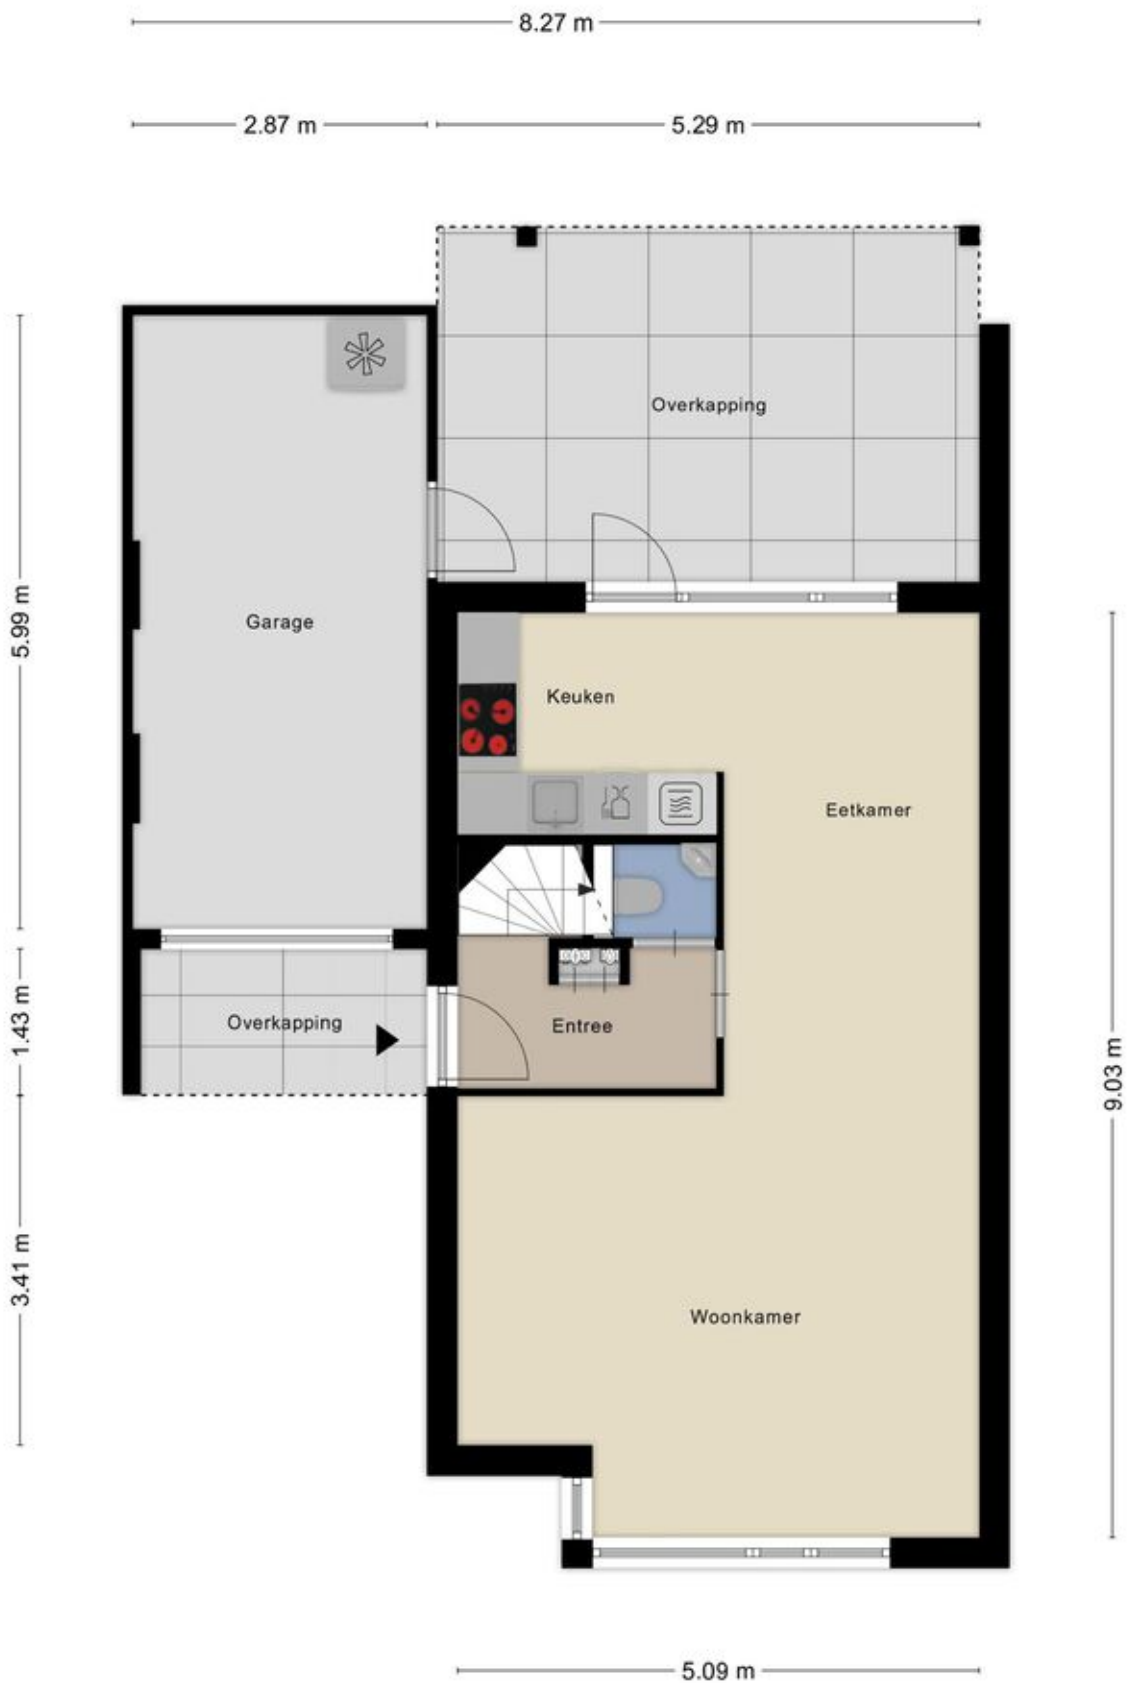 8.27 m
2.87 m
5.29 m
Overkapping
5.99 m
Garage
Keuken
Eetkamer
1.43 m
Overkapping
Entree
9.03 m
3.41 m
Woonkamer
5.09 m